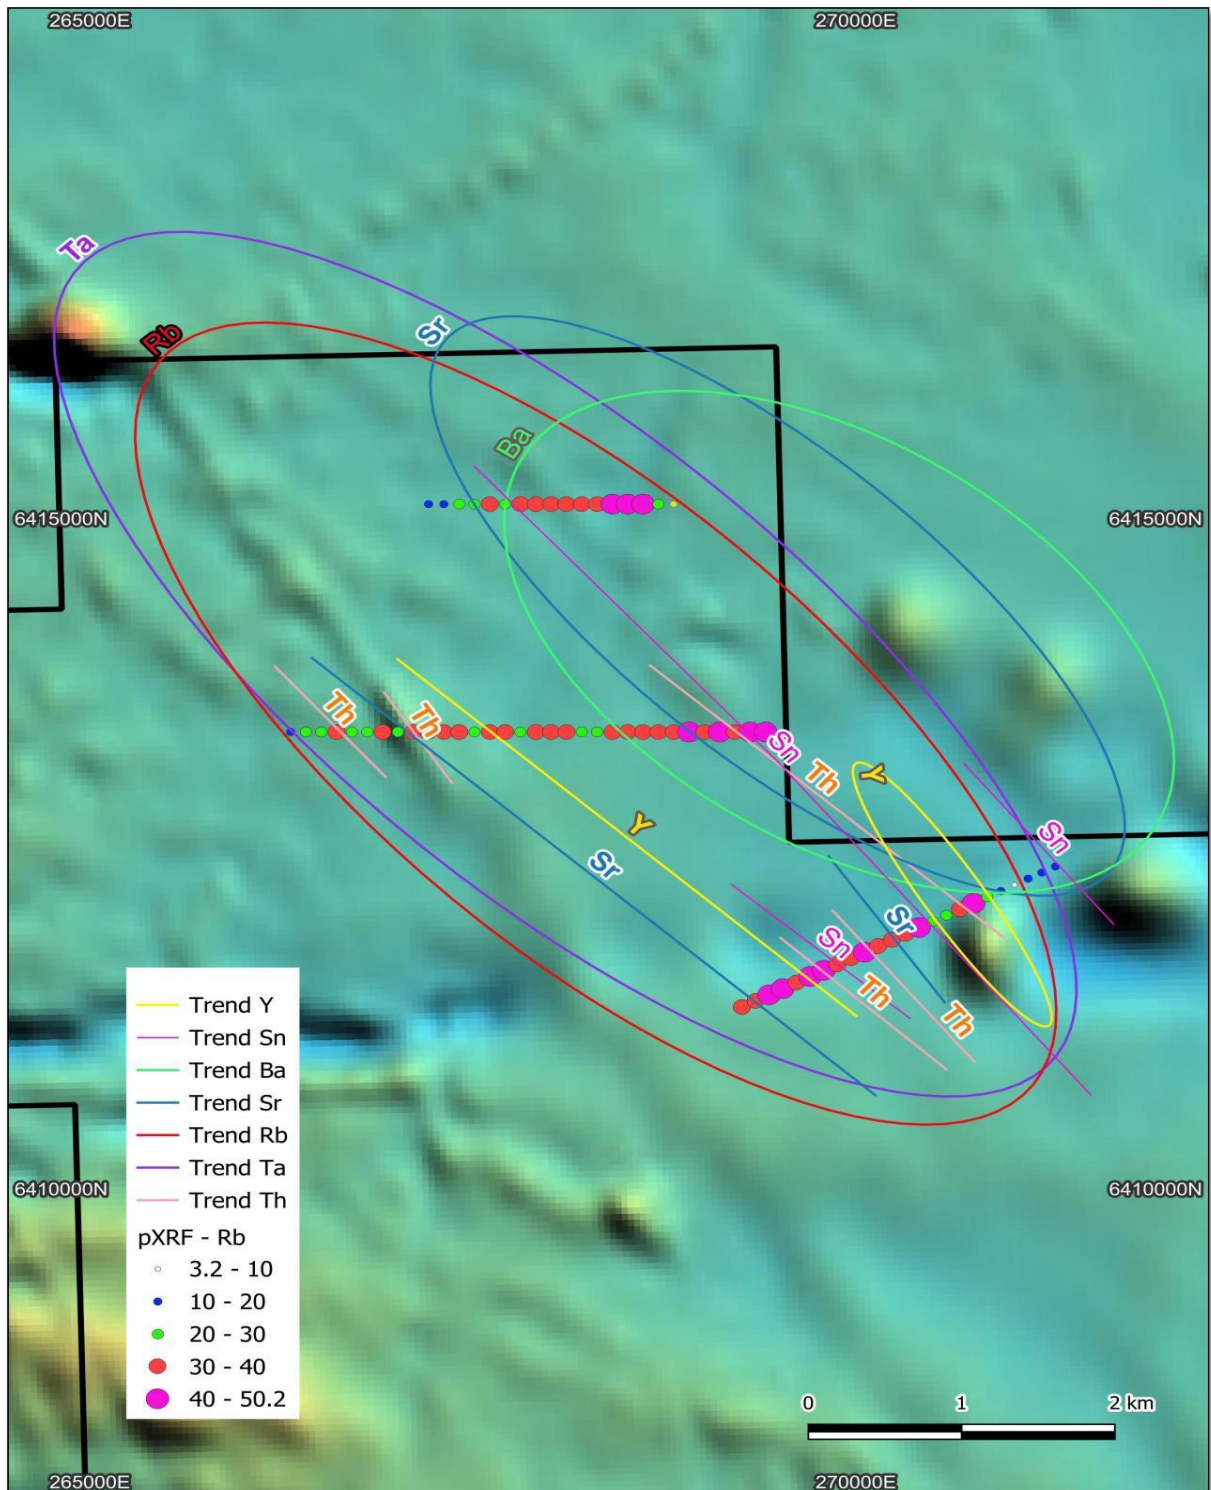 265000E
270000E
Ta
Rb
Sr
Ba
6415000N
6415000N
Th
Th
Sn
Th
Y
Y
Sn
Sr
Sr
Sn
Th
Th
Trend Y
Trend Sn
Trend Ba
Trend Sr
Trend Rb
Trend Ta
Trend Th
pXRF - Rb
3.2 - 10
10 - 20
20 - 30
30 - 40
40 - 50.2
6410000N
6410000N
0 1 2 km
265000E
270000E